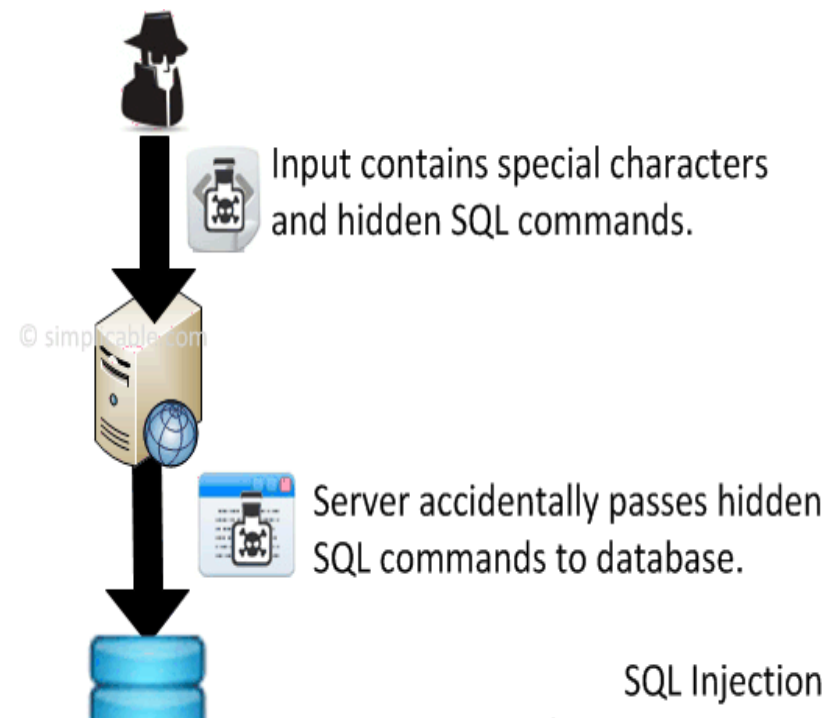 Input contains special characters
and hidden SQL commands.
© simplicable.com
Server accidentally passes hidden
SQL commands to database.
SQL Injection